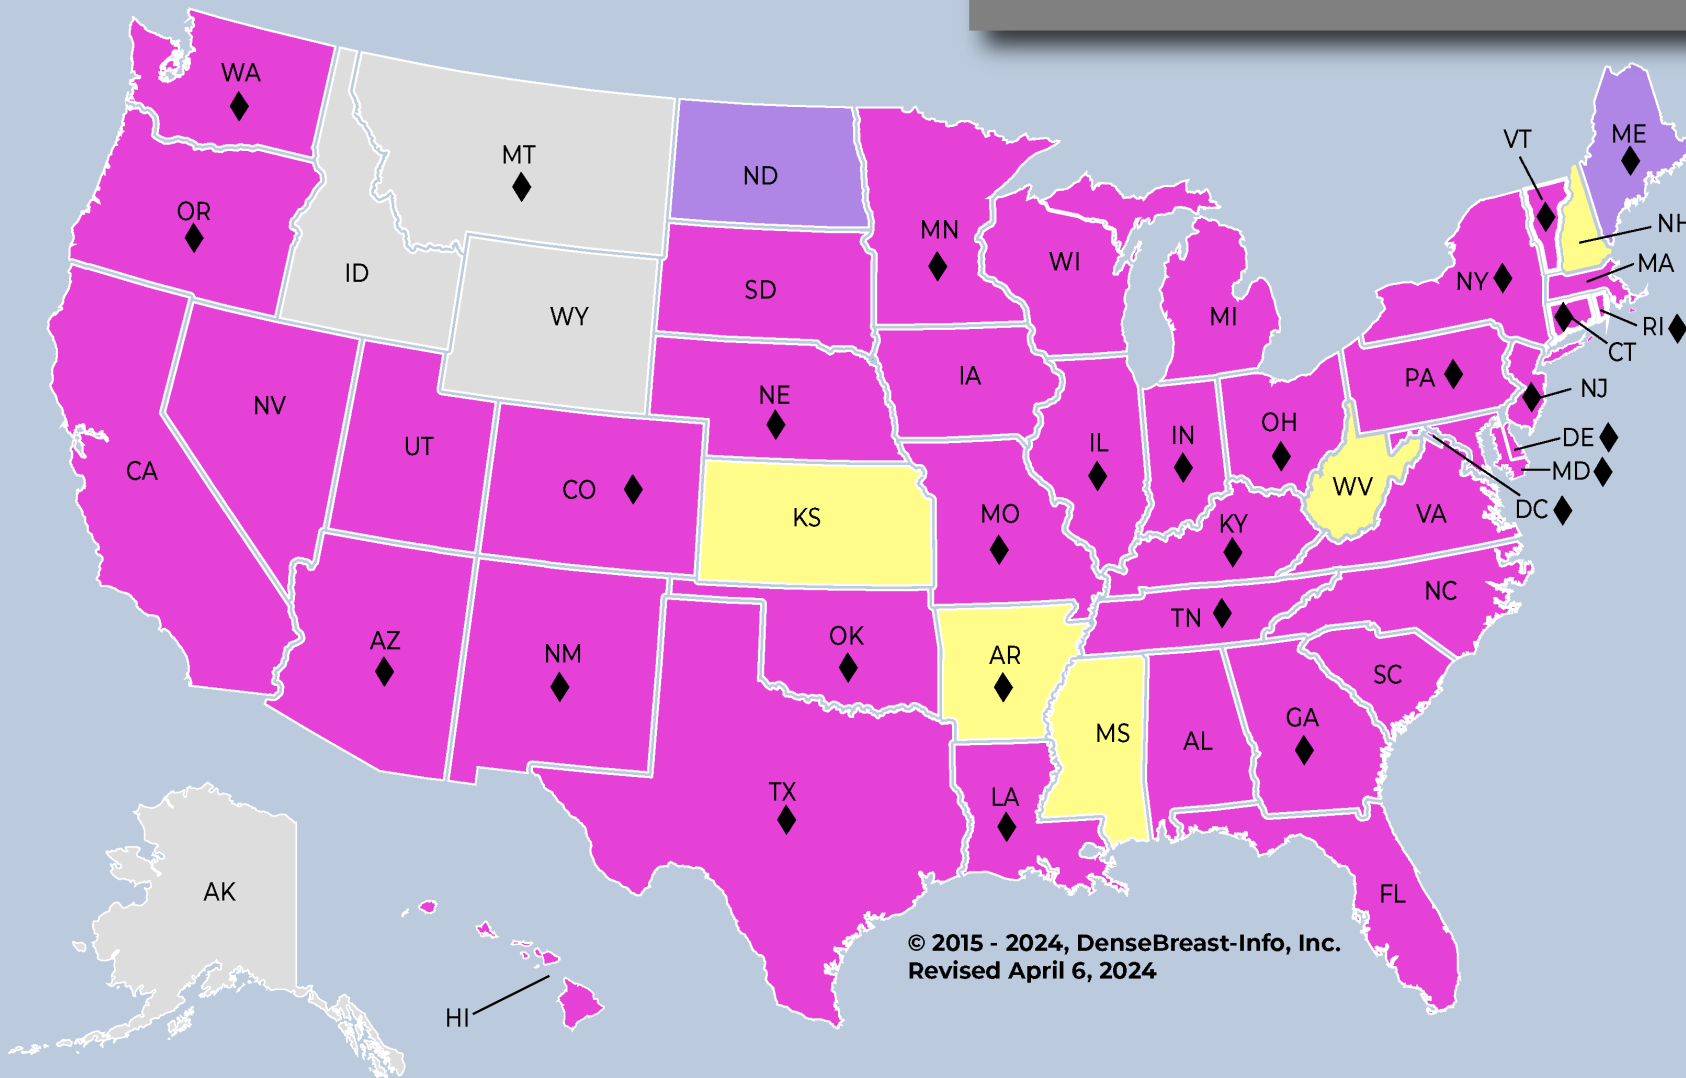 WA
MT
ND
VT
ME
OR
MN
NH
ID
WI
MA
SD
NY
WY
MI
RI
CT
NE
IA
PA
NJ
NV
OH
UT
IL
IN
DE
CA
CO
MD
WV
KS
MO
DC
VA
KY
NC
AZ
NM
OK
TN
AR
SC
GA
MS
AL
TX
LA
AK
FL
© 2015 - 2024, DenseBreast-Info, Inc.
Revised April 6, 2024
HI